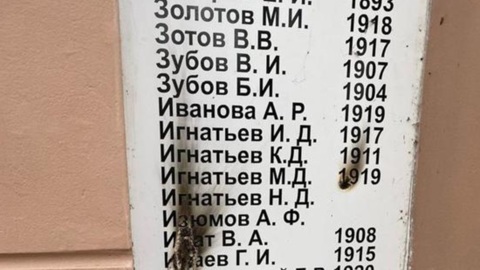 1893
Золотов М.И. 1918
Зотов В.В. 1917
Зубов В. И. 1907
Зубов Б.И. 1904
Иванова А. Р. 1919
Игнатьев И. Д. 1917
Игнатьев К.Д. 1911
Игнатьев М.Д. 1919
Игнатьев Н. Д.
Изюмов А. Ф.
В. А. 1908
Г. И. 1915